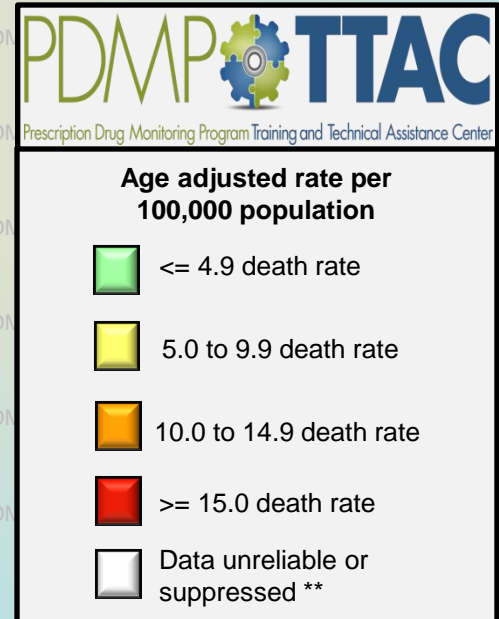 PDMP TTAC
Prescription Drug Monitoring Program Training and Technical Assistance Center
Age adjusted rate per
100,000 population
<= 4.9 death rate
5.0 to 9.9 death rate
10.0 to 14.9 death rate
>= 15.0 death rate
Data unreliable or
suppressed **